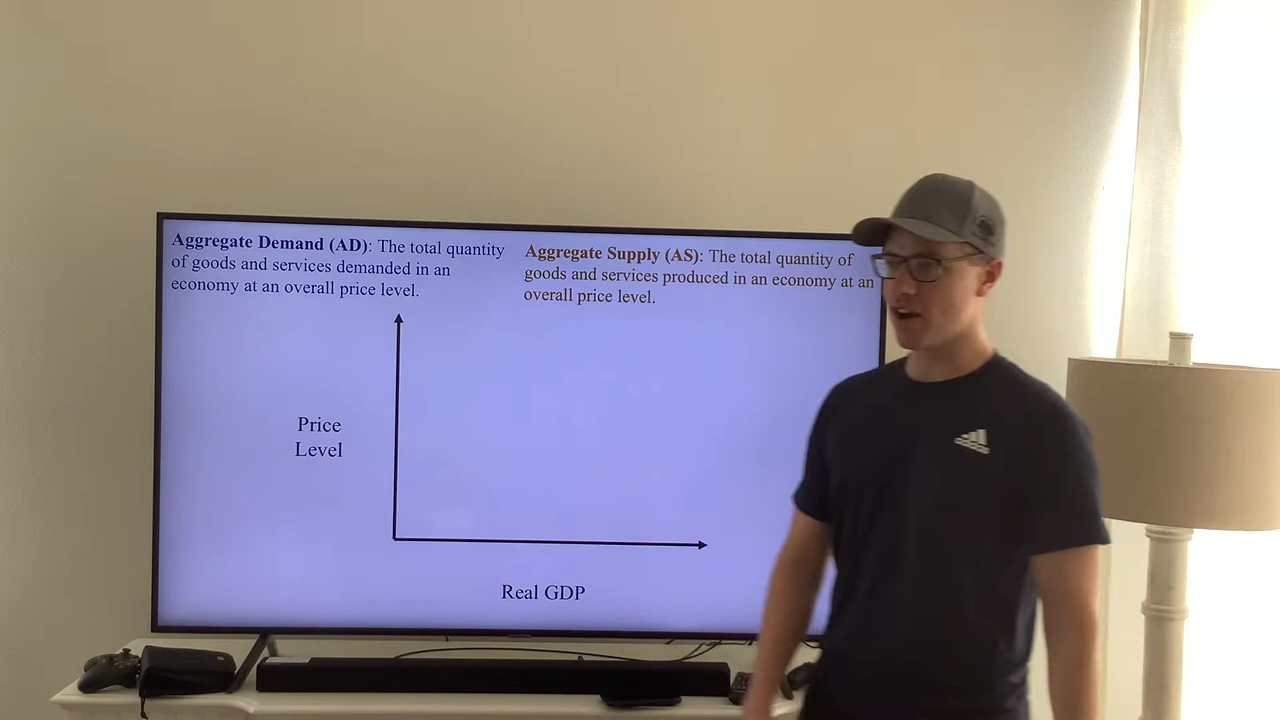 Aggregate Demand (AD): The total quantity
of goods and services demanded in an
economy at an overall price level.
Aggregate Supply (AS): The total quantity of
goods and services produced in an economy at an
overall price level.
Price
Level
Real GDP